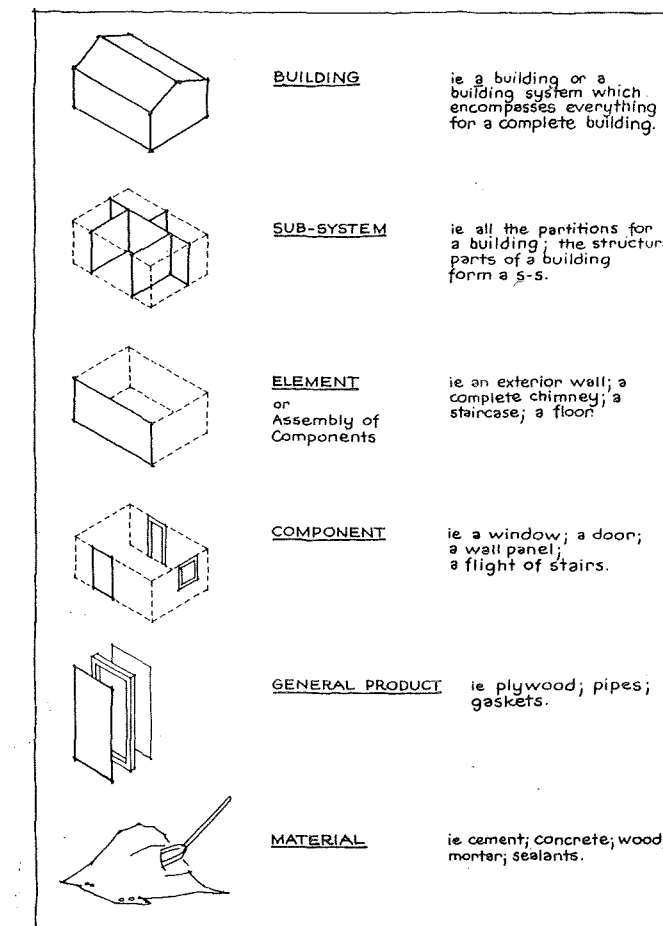 BUILDING
ie a building or a
building system which
encompasses everything
for a complete building.
SUB-SYSTEM
ie all the partitions for
a building; the structur
parts of a building
form a s-s.
ELEMENT
or
Assembly of
Components
ie an exterior wall; a
complete chimney; a
staircase; a floor.
COMPONENT
ie a window; a door;
a wall panel;
a flight of stairs.
GENERAL PRODUCT
ie plywood; pipes;
gaskets.
MATERIAL
ie cement; concrete; wood
mortar; sealants.